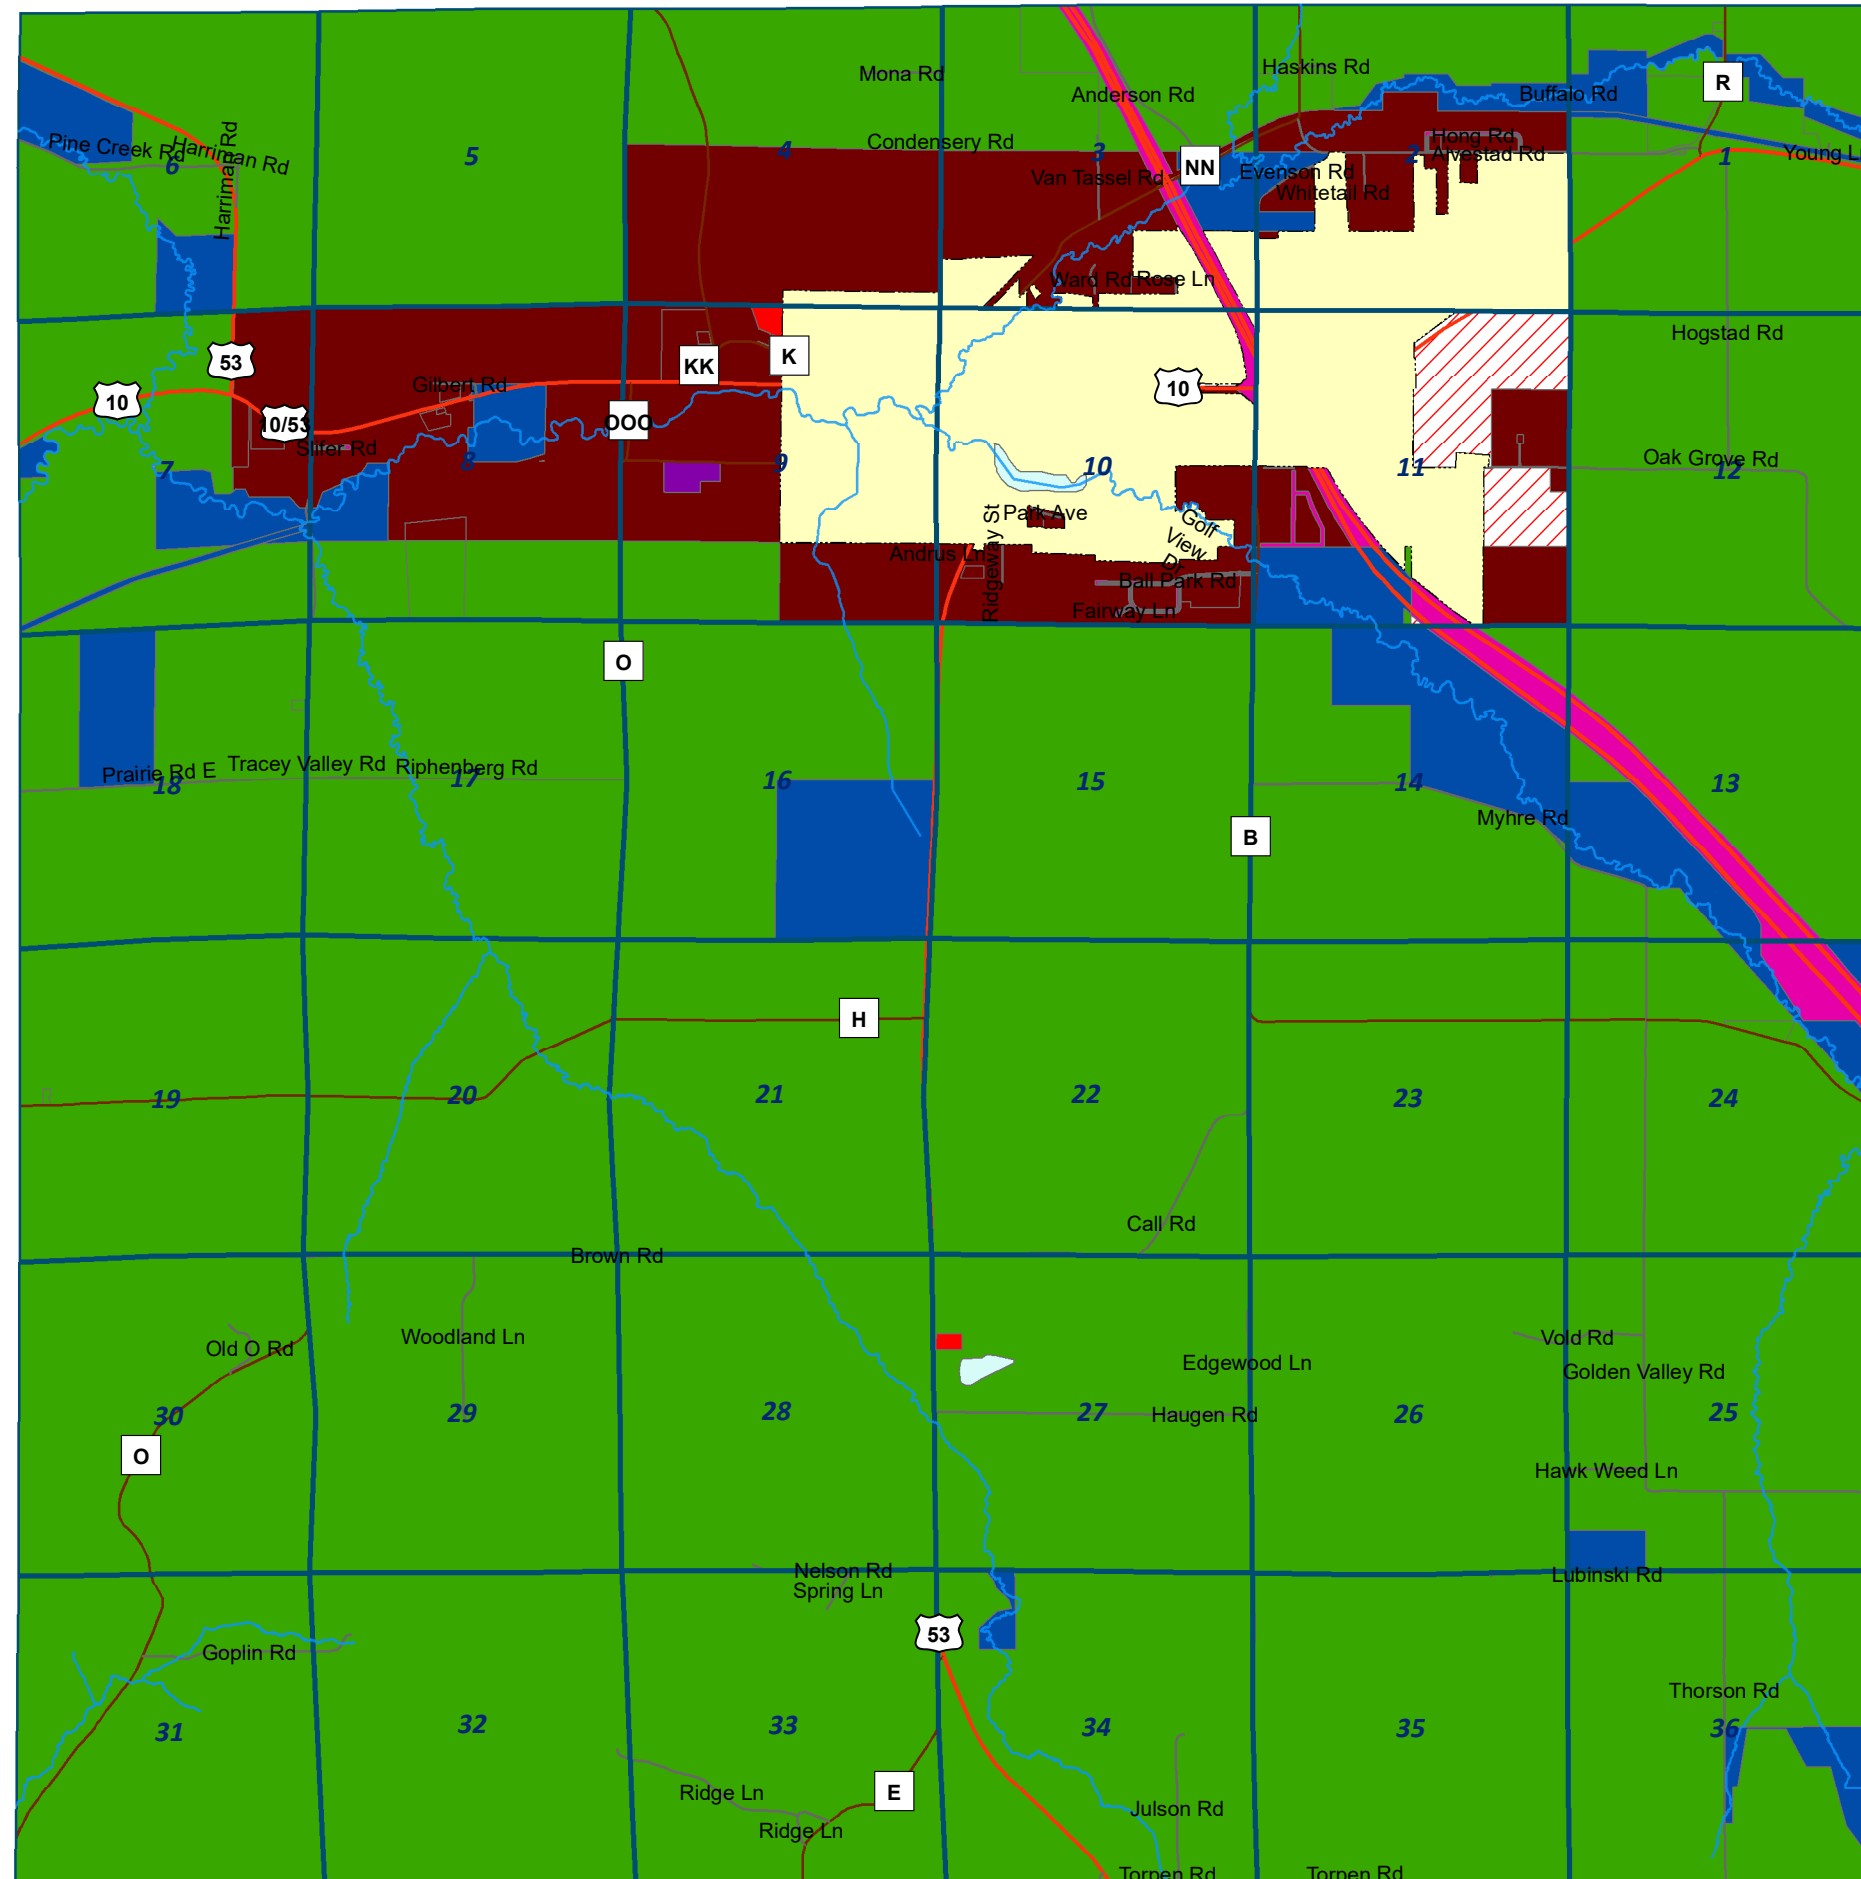 Mona Rd
Haskins Rd
Anderson Rd
Buffalo Rd
R
Pine Creek Rd
Harriman Rd
Harriman Rd
6
5
4
Condensery Rd
3
NN
Hong Rd
2
Alvestad Rd
1
Young L
Van Tassel Rd
Evenson Rd
Whitetail Rd
Ward Rd
Rose Ln
Hogstad Rd
53
KK
K
10
Gilbert Rd
10
10/53
OOO
Slifer Rd
7
8
9
10
11
Oak Grove Rd
12
Park Ave
Ridgeway St
Golf
View
Dr
Andrus Ln
Ball Park Rd
Fairway Ln
O
Prairie Rd E
Tracey Valley Rd
Riphenberg Rd
18
17
16
15
14
13
Myhre Rd
B
H
19
20
21
22
23
24
Call Rd
Brown Rd
Old O Rd
Woodland Ln
Edgewood Ln
Vold Rd
Golden Valley Rd
30
29
28
27
Haugen Rd
26
25
O
Hawk Weed Ln
Nelson Rd
Spring Ln
Lubinski Rd
53
Goplin Rd
Thorson Rd
31
32
33
34
35
36
Ridge Ln
E
Julson Rd
Ridge Ln
Torpen Rd
Torpen Rd